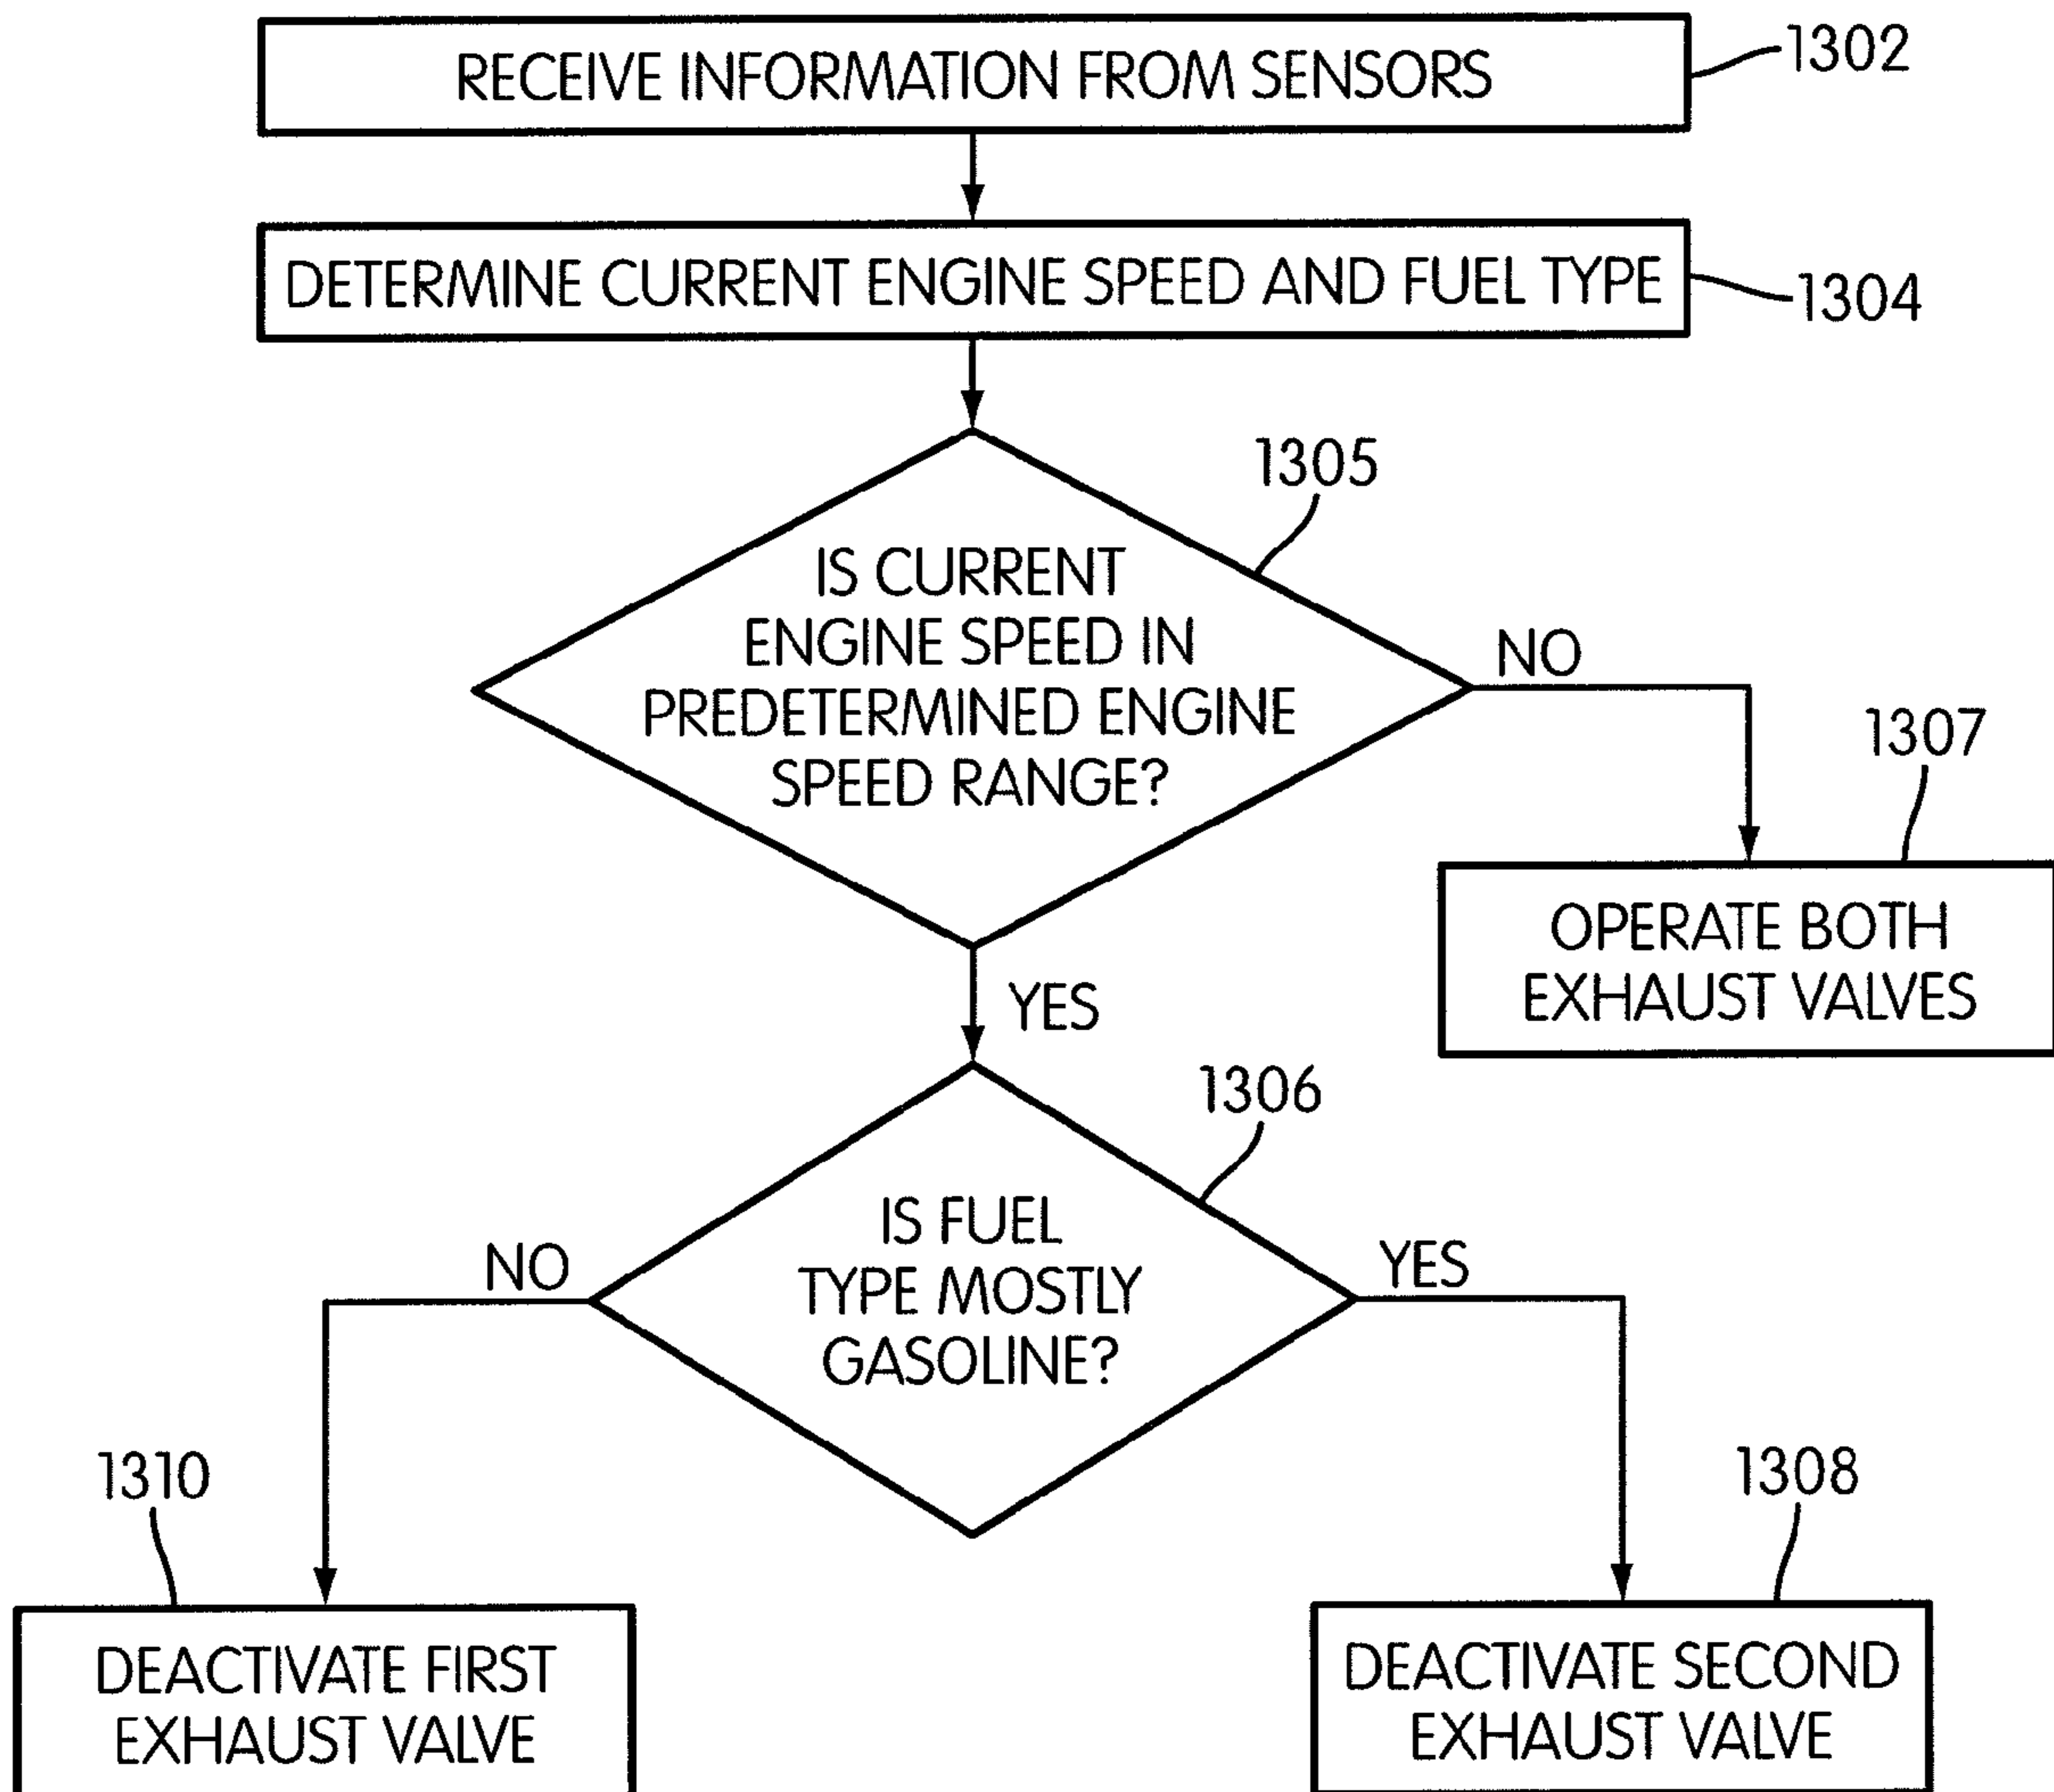 RECEIVE INFORMATION FROM SENSORS
1302
DETERMINE CURRENT ENGINE SPEED AND FUEL TYPE
1304
1305
IS CURRENT
ENGINE SPEED IN
PREDETERMINED ENGINE
SPEED RANGE?
NO
1307
OPERATE BOTH
EXHAUST VALVES
YES
1306
IS FUEL
TYPE MOSTLY
GASOLINE?
NO
YES
1310
DEACTIVATE FIRST
EXHAUST VALVE
1308
DEACTIVATE SECOND
EXHAUST VALVE